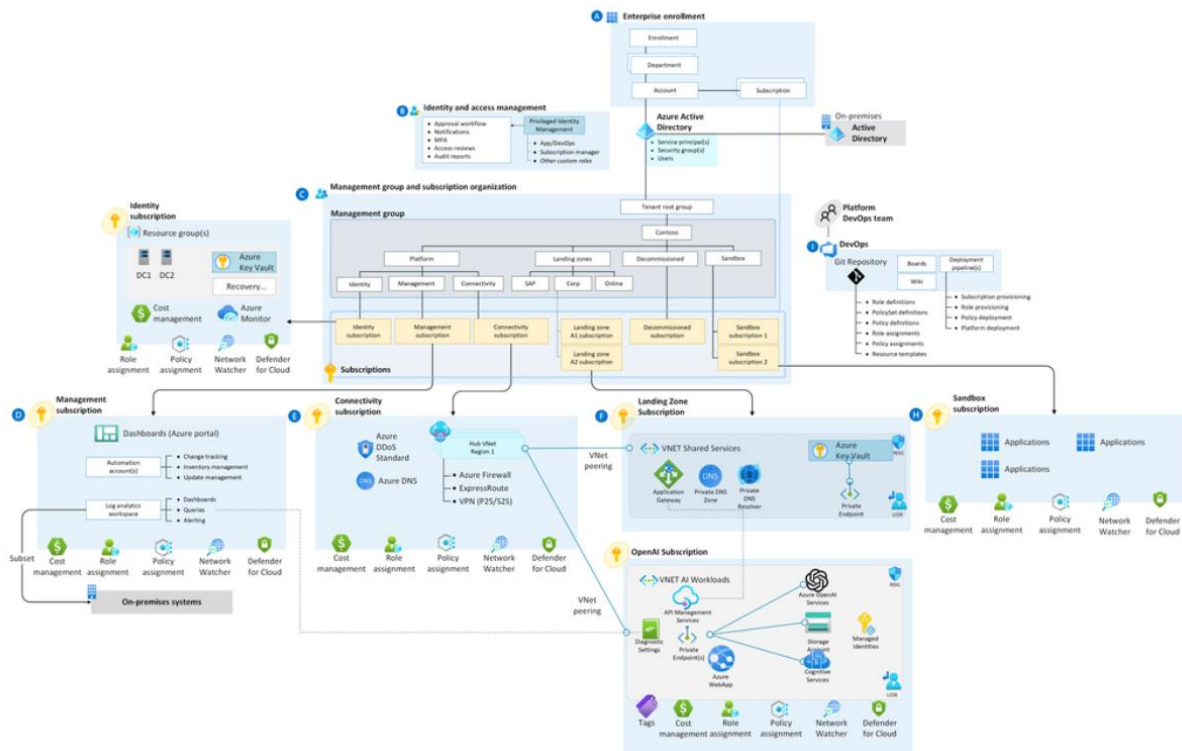 A
Enterprise enrollment
Enrollment
Department
Account
Subscription
B
Identity and access management
Approval workflow
Notifications
MFA
Access reviews
Audit reports
Privileged Identity
Management
App/DevOps
Subscription manager
Other custom roles
Azure Active
Directory
Service principal(s)
Security group(s)
Users
On-premises
Active
Directory
C
Management group and subscription organization
Management group
Tenant root group
Contoso
Platform
Landing zones
Decommissioned
Sandbox
Identity
Management
Connectivity
SAP
Corp
Online
Identity
subscription
Management
subscription
Connectivity
subscription
Landing zone
A1 subscription
Decommissioned
subscription
Sandbox
subscription 1
Landing zone
A2 subscription
Sandbox
subscription 2
Subscriptions
Identity
subscription
Resource group(s)
DC1
DC2
Azure
Key Vault
Recovery...
Cost
management
Azure
Monitor
Role
assignment
Policy
assignment
Network
Watcher
Defender
for Cloud
Platform
DevOps team
I
DevOps
Git Repository
Boards
Wiki
Deployment
pipeline(s)
Role definitions
PolicySet definitions
Policy definitions
Role assignments
Policy assignments
Resource templates
Subscription provisioning
Role provisioning
Policy deployment
Platform deployment
D
Management
subscription
Dashboards (Azure portal)
Automation
account(s)
Change tracking
Inventory management
Update management
Log analytics
workspace
Dashboards
Queries
Alerting
Subset
Cost
management
Role
assignment
Policy
assignment
Network
Watcher
Defender
for Cloud
On-premises systems
E
Connectivity
subscription
Azure
DDoS
Standard
DNS
Azure DNS
Hub VNet
Region 1
Azure Firewall
ExpressRoute
VPN (P2S/S2S)
Cost
management
Role
assignment
Policy
assignment
Network
Watcher
Defender
for Cloud
VNet
peering
VNet
peering
F
Landing Zone
Subscription
VNET Shared Services
Application
Gateway
DNS
Private DNS
Zone
Private
DNS
Resolver
Azure
Key Vault
Private
Endpoint
NSG
UDR
OpenAI Subscription
VNET AI Workloads
API Management
Services
Diagnostic
Settings
Private
Endpoint(s)
Azure
WebApp
Azure OpenAI
Services
Storage
Account
Cognitive
Services
Managed
Identities
NSG
UDR
Tags
Cost
management
Role
assignment
Policy
assignment
Network
Watcher
Defender
for Cloud
H
Sandbox
subscription
Applications
Applications
Applications
Cost
management
Role
assignment
Policy
assignment
Network
Watcher
Defender
for Cloud